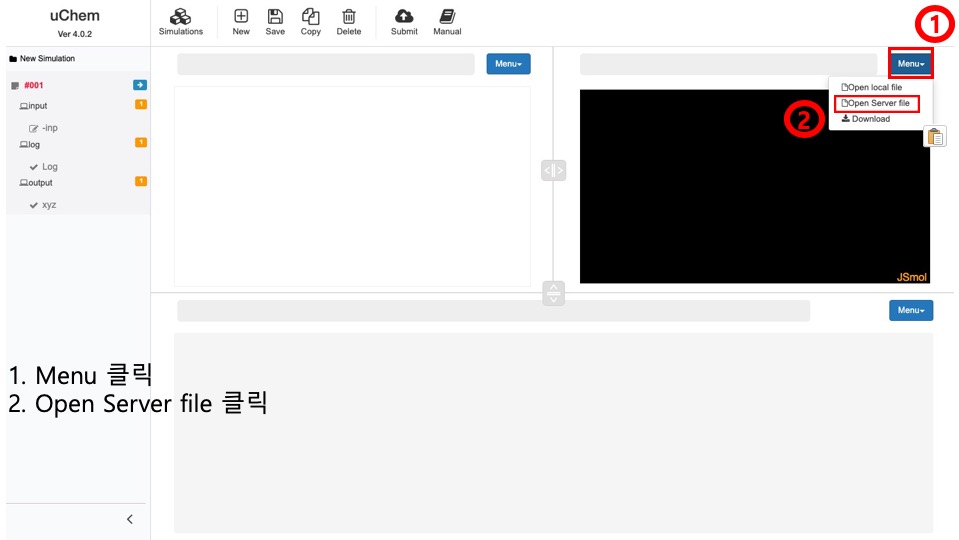 uChem
Ver 4.0.2
Simulations
New
Save
Copy
Delete
Submit
Manual
1
New Simulation
#001
input
1
-inp
log
1
Log
output
1
xyz
Menu
Menu
Open local file
Open Server file
Download
2
JSmol
Menu
1. Menu 클릭
2. Open Server file 클릭